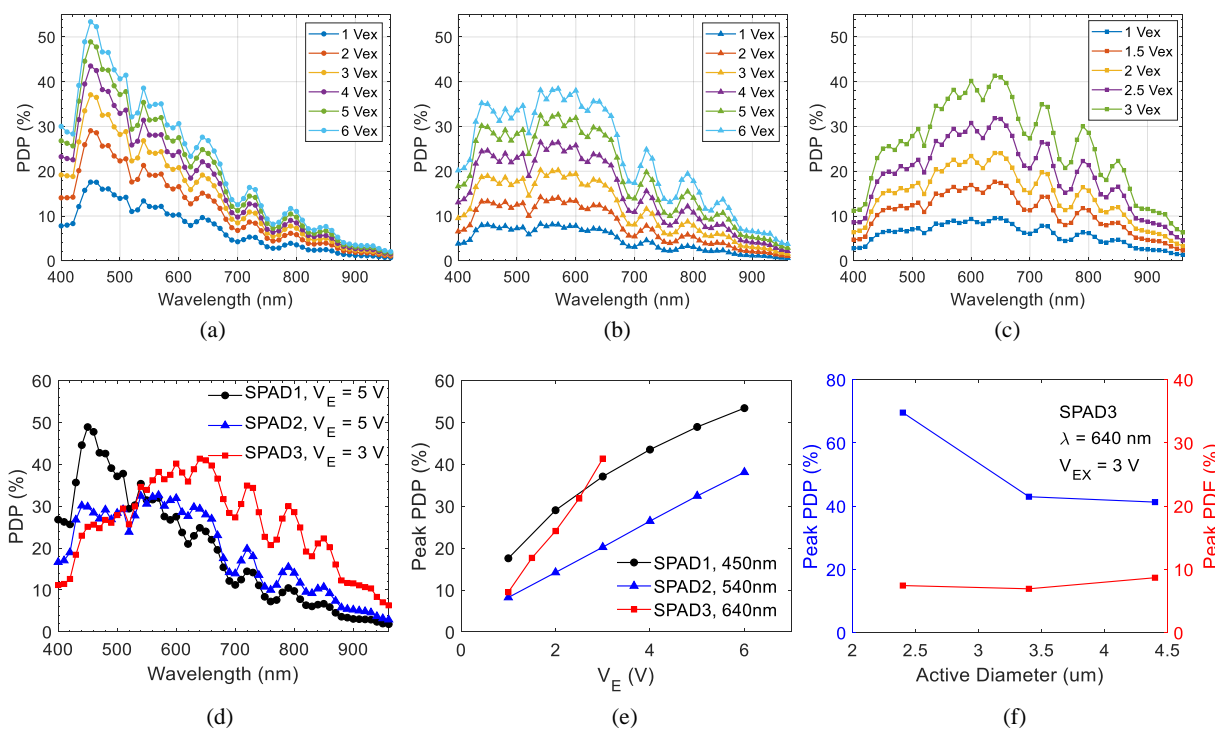 PDP (%)
0
10
20
30
40
50
400
500
600
700
800
900
Wavelength (nm)
1 Vex
2 Vex
3 Vex
4 Vex
5 Vex
6 Vex
(a)
PDP (%)
0
10
20
30
40
50
400
500
600
700
800
900
Wavelength (nm)
1 Vex
2 Vex
3 Vex
4 Vex
5 Vex
6 Vex
(b)
PDP (%)
0
10
20
30
40
50
400
500
600
700
800
900
Wavelength (nm)
1 Vex
1.5 Vex
2 Vex
2.5 Vex
3 Vex
(c)
PDP (%)
0
10
20
30
40
50
60
400
500
600
700
800
900
Wavelength (nm)
SPAD1, V_E = 5 V
SPAD2, V_E = 5 V
SPAD3, V_E = 3 V
(d)
Peak PDP (%)
0
10
20
30
40
50
60
0
2
4
6
V_E (V)
SPAD1, 450nm
SPAD2, 540nm
SPAD3, 640nm
(e)
Peak PDP (%)
0
20
40
60
80
2
2.5
3
3.5
4
4.5
Active Diameter (um)
SPAD3
λ = 640 nm
V_EX = 3 V
0
10
20
30
40
Peak PDE (%)
(f)